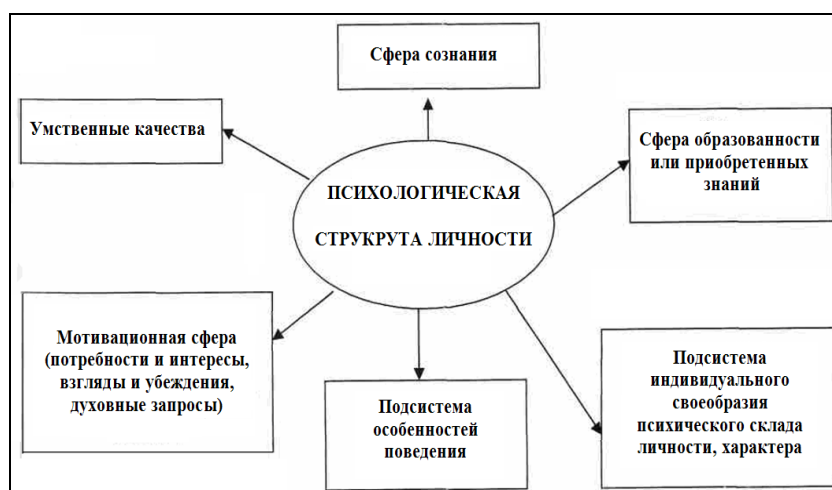 Сфера сознания
Умственные качества
Сфера образованности
или приобретенных
знаний
ПСИХОЛОГИЧЕСКАЯ
СТРУКРУТА ЛИЧНОСТИ
Мотивационная сфера
(потребности и интересы,
взгляды и убеждения,
духовные запросы)
Подсистема
особенностей
поведения
Подсистема
индивидуального
своеобразия
психического склада
личности, характера